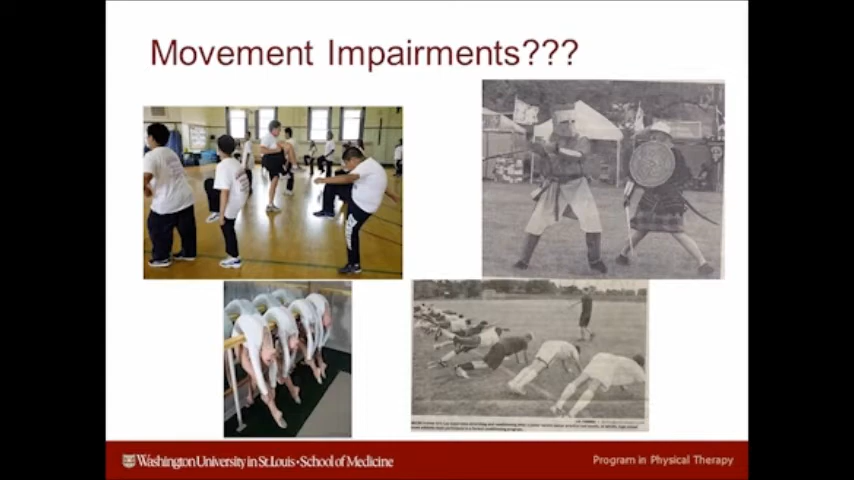 Movement Impairments???
Washington University in St. Louis • School of Medicine
Program in Physical Therapy